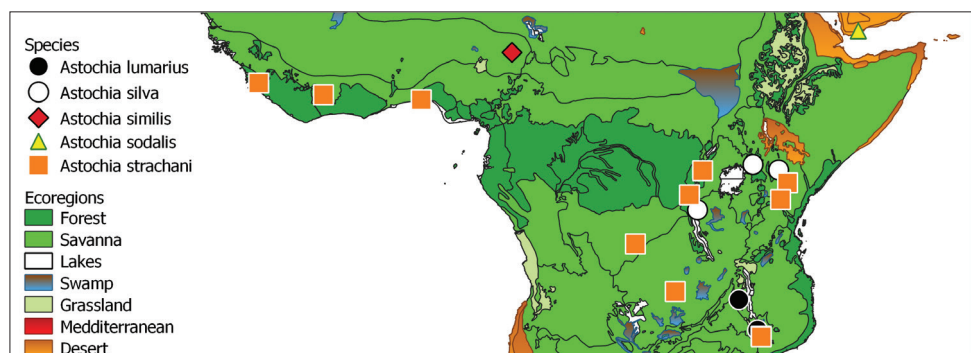 Species
Astochia lumarius
Astochia silva
Astochia similis
Astochia sodalis
Astochia strachani
Ecoregions
Forest
Savanna
Lakes
Swamp
Grassland
Medditerranean
Desert